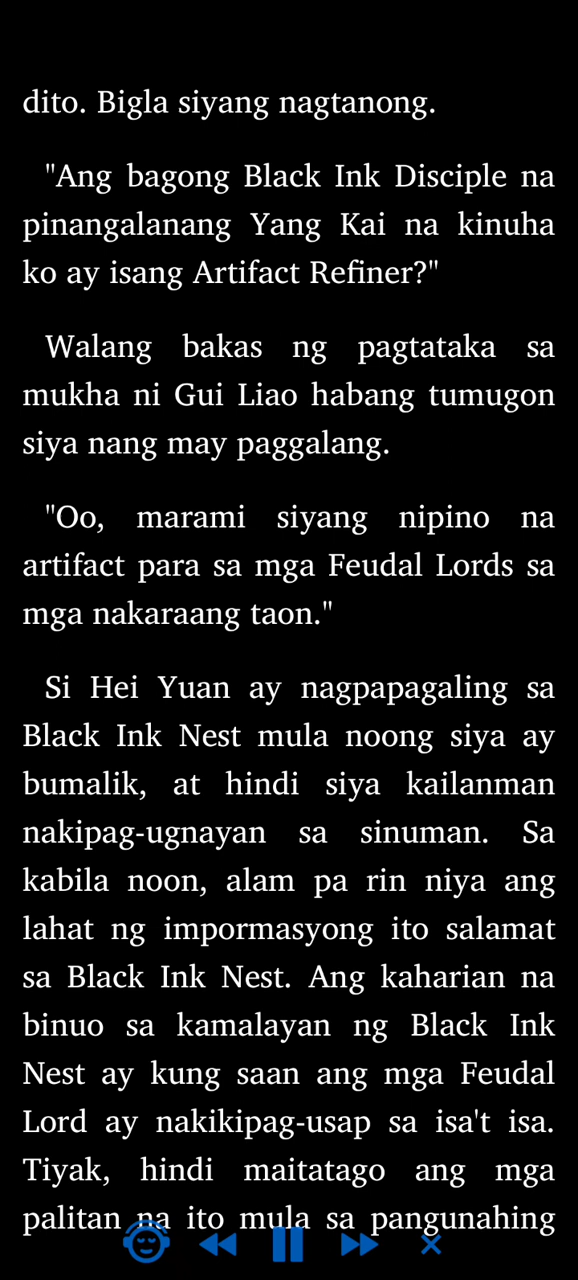 dito. Bigla siyang nagtanong.
"Ang bagong Black Ink Disciple na
pinangalanang Yang Kai na kinuha
ko ay isang Artifact Refiner?"
Walang bakas ng pagtataka sa
mukha ni Gui Liao habang tumugon
siya nang may paggalang.
"Oo, marami siyang nipino na
artifact para sa mga Feudal Lords sa
mga nakaraang taon."
Si Hei Yuan ay nagpapagaling sa
Black Ink Nest mula noong siya ay
bumalik, at hindi siya kailanman
nakipag-ugnayan sa sinuman. Sa
kabila noon, alam pa rin niya ang
lahat ng impormasyong ito salamat
sa Black Ink Nest. Ang kaharian na
binuo sa kamalayan ng Black Ink
Nest ay kung saan ang mga Feudal
Lord ay nakikipag-usap sa isa't isa.
Tiyak, hindi maitatago ang mga
palitan na ito mula sa pangunahing